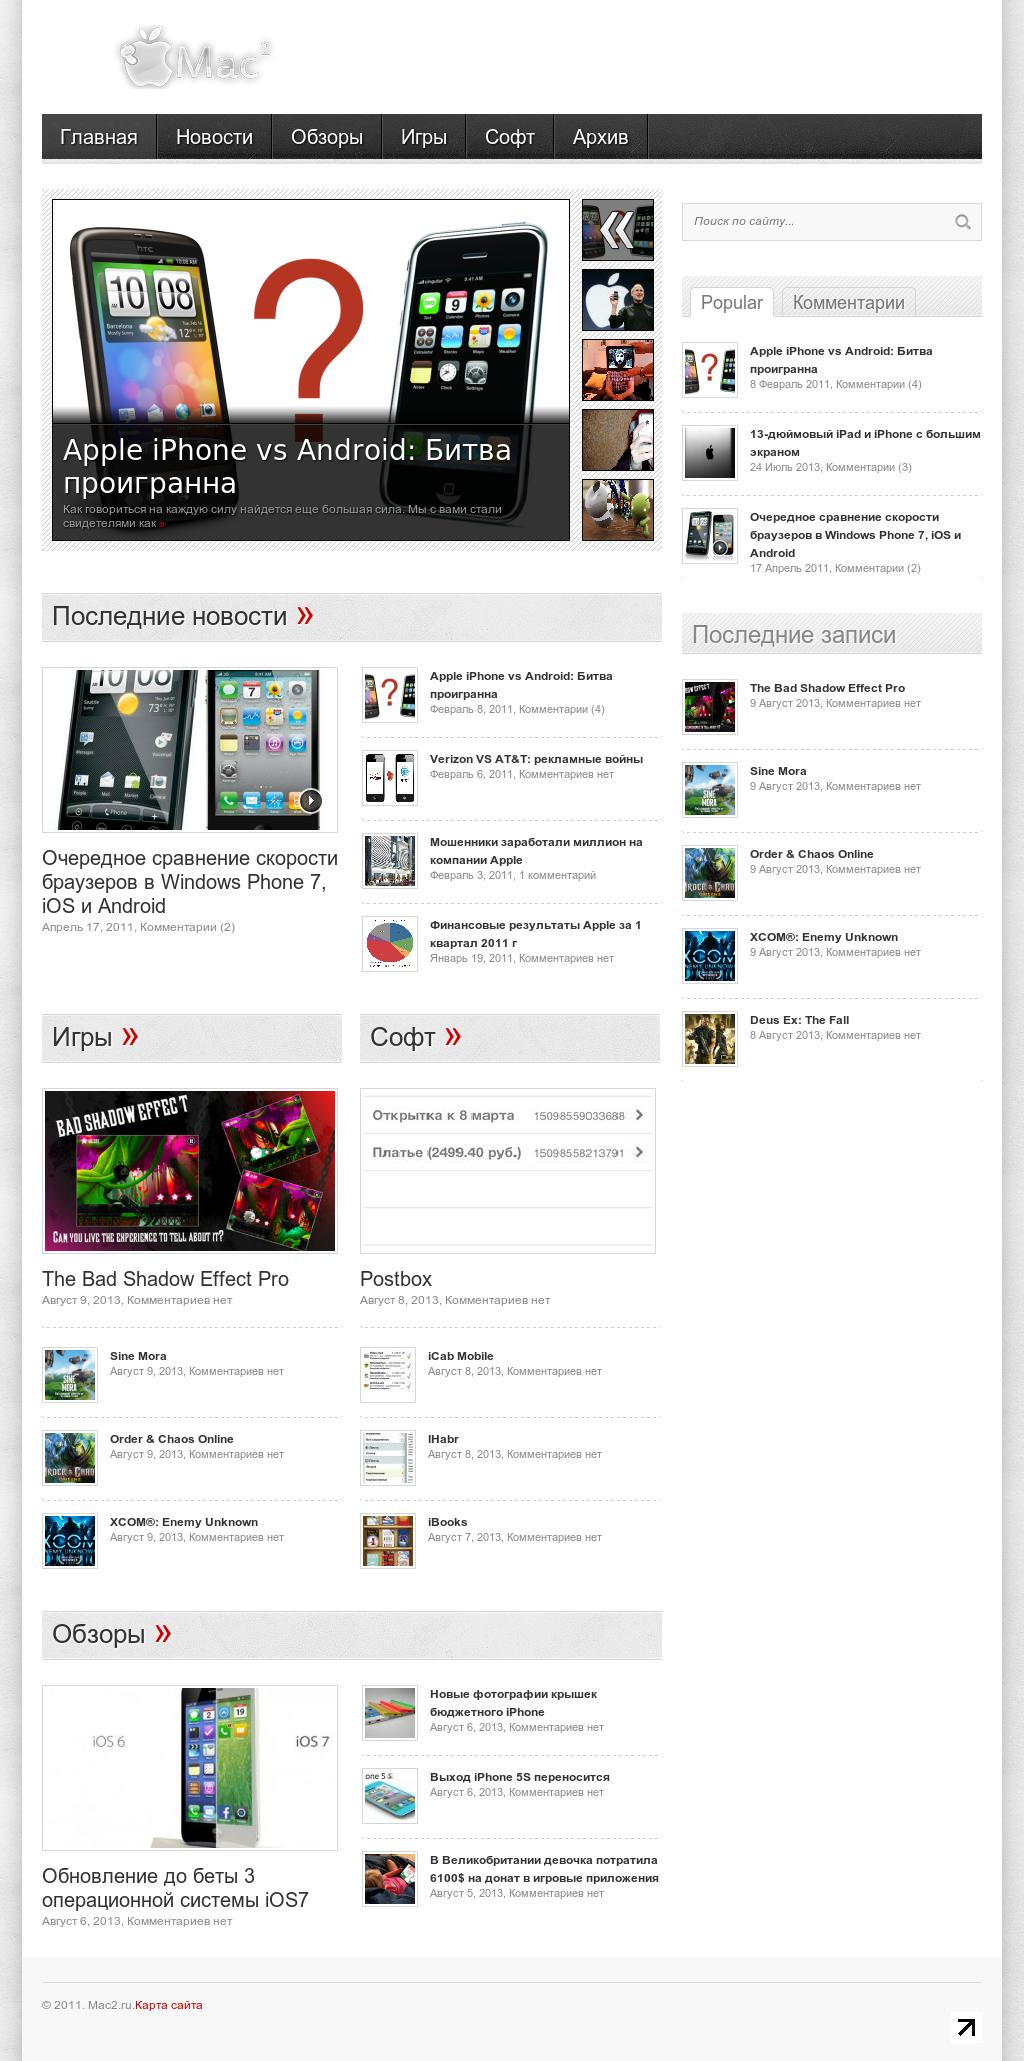 Mac²
Главная
Новости
Обзоры
Игры
Софт
Архив
Поиск по сайту...
Apple iPhone vs Android: Битва
проигранна
Как говориться на каждую силу найдется еще большая сила. Мы с вами стали
свидетелями как »
Popular
Комментарии
Apple iPhone vs Android: Битва
проигранна
8 Февраль 2011, Комментарии (4)
13-дюймовый iPad и iPhone с большим
экраном
24 Июль 2013, Комментарии (3)
Очередное сравнение скорости
браузеров в Windows Phone 7, iOS и
Android
17 Апрель 2011, Комментарии (2)
Последние записи
The Bad Shadow Effect Pro
9 Август 2013, Комментариев нет
Sine Mora
9 Август 2013, Комментариев нет
Order & Chaos Online
9 Август 2013, Комментариев нет
XCOM®: Enemy Unknown
9 Август 2013, Комментариев нет
Deus Ex: The Fall
8 Август 2013, Комментариев нет
Последние новости »
Очередное сравнение скорости
браузеров в Windows Phone 7,
iOS и Android
Апрель 17, 2011, Комментарии (2)
Apple iPhone vs Android: Битва
проигранна
Февраль 8, 2011, Комментарии (4)
Verizon VS AT&T: рекламные войны
Февраль 6, 2011, Комментариев нет
Мошенники заработали миллион на
компании Apple
Февраль 3, 2011, 1 комментарий
Финансовые результаты Apple за 1
квартал 2011 г
Январь 19, 2011, Комментариев нет
Игры »
BAD SHADOW EFFECT
CAN YOU LIVE THE EXPERIENCE TO TELL ABOUT IT?
The Bad Shadow Effect Pro
Август 9, 2013, Комментариев нет
Sine Mora
Август 9, 2013, Комментариев нет
Order & Chaos Online
Август 9, 2013, Комментариев нет
XCOM®: Enemy Unknown
Август 9, 2013, Комментариев нет
Софт »
Открытка к 8 марта 15098559033688
Платье (2499.40 руб.) 15098558213791
Postbox
Август 8, 2013, Комментариев нет
iCab Mobile
Август 8, 2013, Комментариев нет
IHabr
Август 8, 2013, Комментариев нет
iBooks
Август 7, 2013, Комментариев нет
Обзоры »
iOS 6
iOS 7
Обновление до беты 3
операционной системы iOS7
Август 6, 2013, Комментариев нет
Новые фотографии крышек
бюджетного iPhone
Август 6, 2013, Комментариев нет
Выход iPhone 5S переносится
Август 6, 2013, Комментариев нет
В Великобритании девочка потратила
6100$ на донат в игровые приложения
Август 5, 2013, Комментариев нет
© 2011. Mac2.ru.Карта сайта